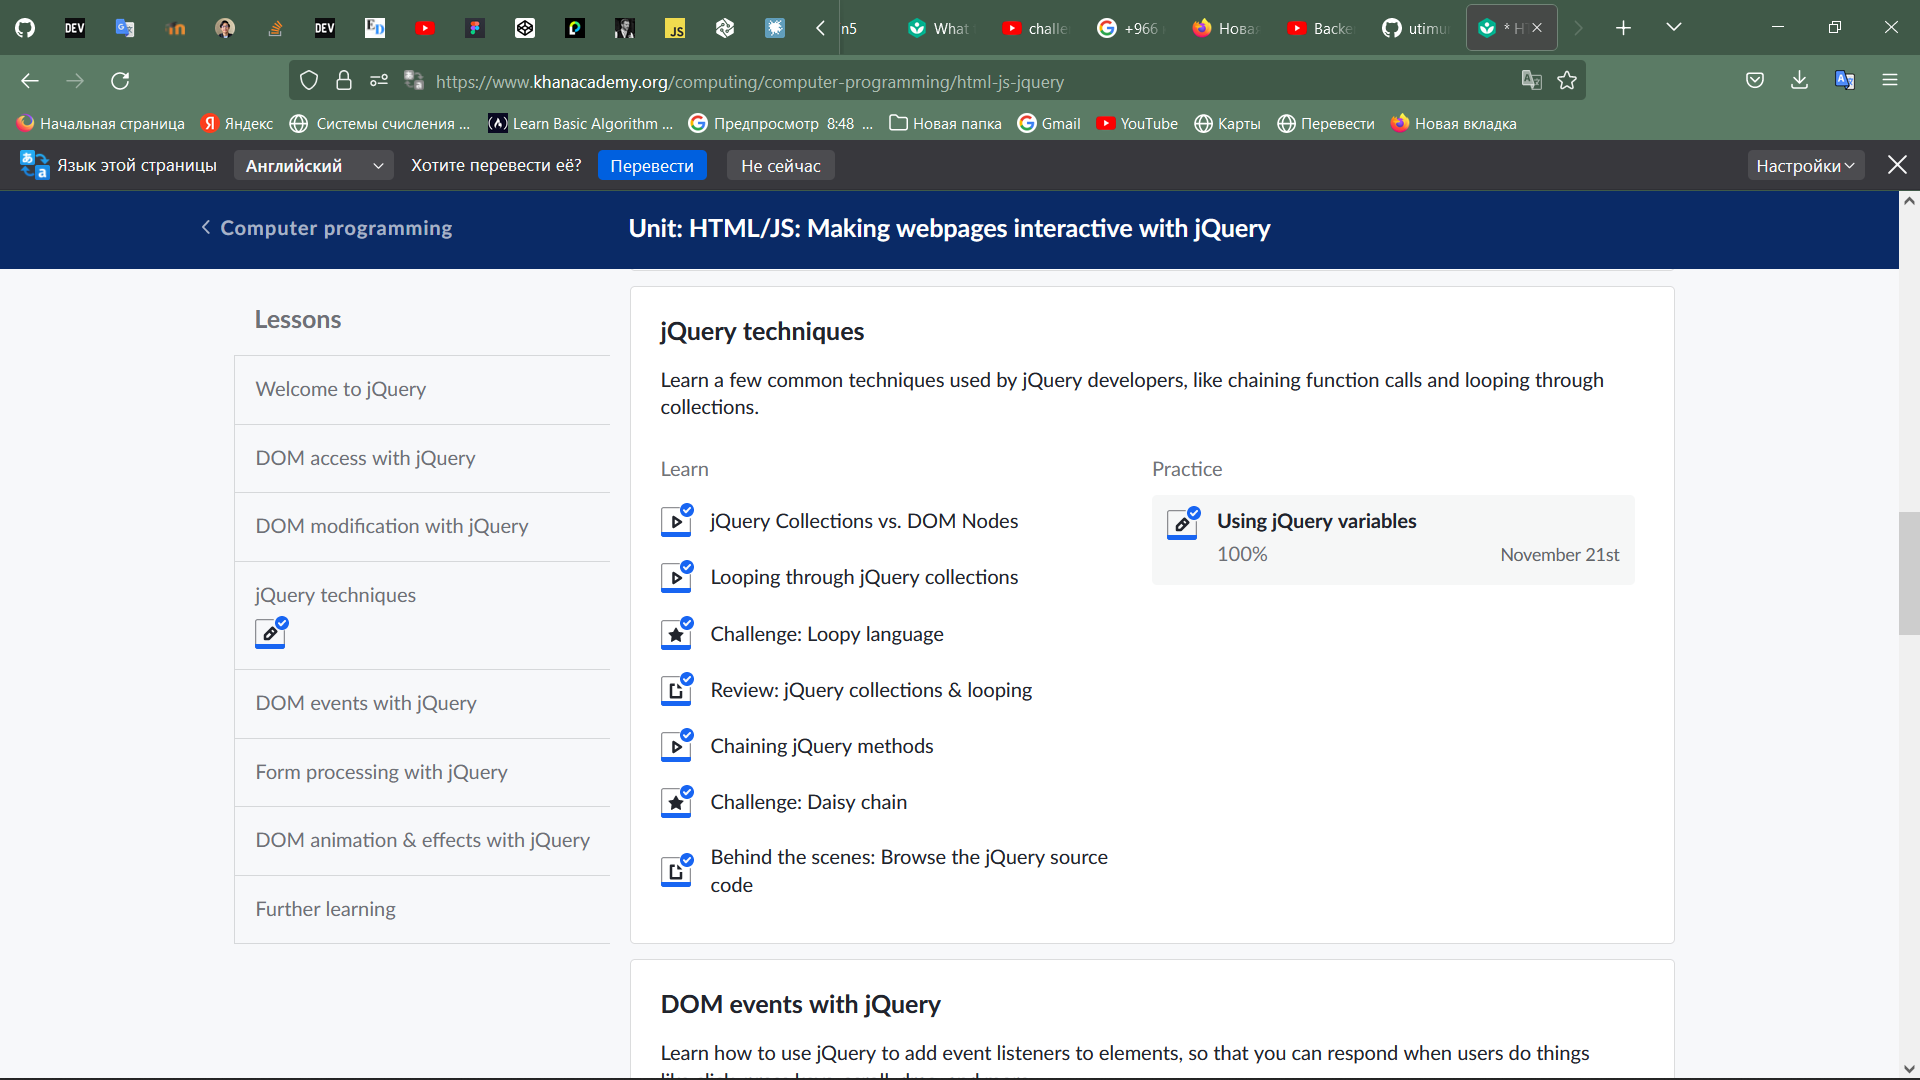 DEV
DEV
JS
n5
What
challe
+966
Нова
Backe
utimu
* H
https://www.khanacademy.org/computing/computer-programming/html-js-jquery
Начальная страница
Яндекс
Системы счисления ...
Learn Basic Algorithm ...
Предпросмотр 8:48 ...
Новая папка
Gmail
YouTube
Карты
Перевести
Новая вкладка
Язык этой страницы
Английский
Хотите перевести её?
Перевести
Не сейчас
Настройки
Computer programming
Unit: HTML/JS: Making webpages interactive with jQuery
Lessons
Welcome to jQuery
DOM access with jQuery
DOM modification with jQuery
jQuery techniques
DOM events with jQuery
Form processing with jQuery
DOM animation & effects with jQuery
Further learning
jQuery techniques
Learn a few common techniques used by jQuery developers, like chaining function calls and looping through
collections.
Learn
jQuery Collections vs. DOM Nodes
Looping through jQuery collections
Challenge: Loopy language
Review: jQuery collections & looping
Chaining jQuery methods
Challenge: Daisy chain
Behind the scenes: Browse the jQuery source
code
Practice
Using jQuery variables
100%
November 21st
DOM events with jQuery
Learn how to use jQuery to add event listeners to elements, so that you can respond when users do things